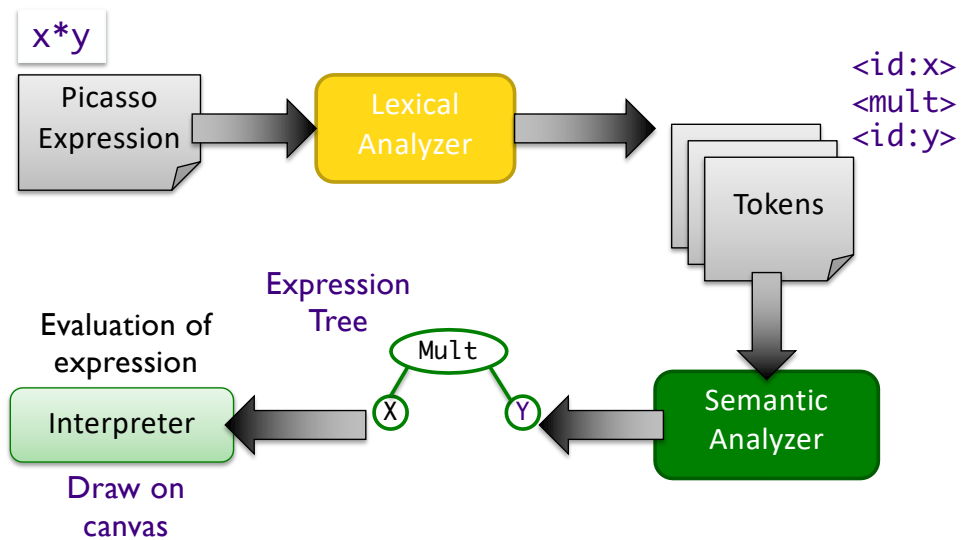 x*y
Picasso
Expression
Lexical
Analyzer
<id:x>
<mult>
<id:y>
Tokens
Semantic
Analyzer
Expression
Tree
Mult
X
Y
Evaluation of
expression
Interpreter
Draw on
canvas